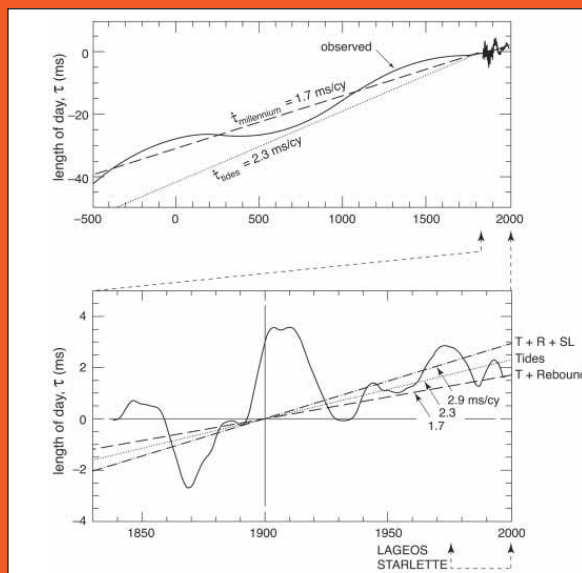 length of day, τ (ms)
0
−20
−40
observed
τ̇millennium = 1.7 ms/cy
τ̇tides = 2.3 ms/cy
−500
0
500
1000
1500
2000
length of day, τ (ms)
4
2
0
−2
−4
T + R + SL
Tides
T + Rebound
2.9 ms/cy
2.3
1.7
1850
1900
1950
2000
LAGEOS
STARLETTE